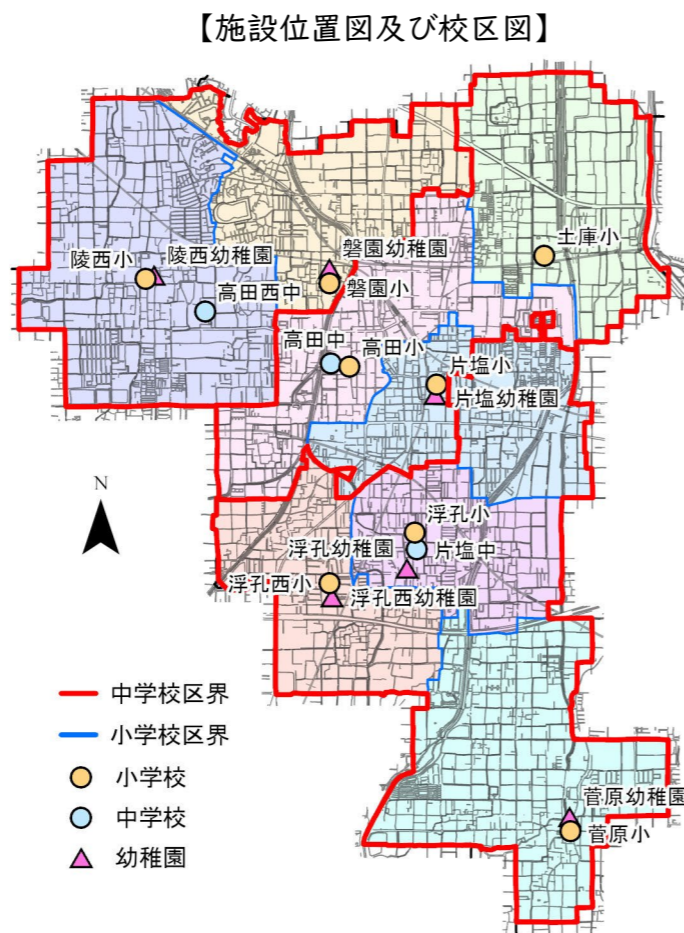 【施設位置図及び校区図】
土庫小
磐園幼稚園
陵西小
陵西幼稚園
磐園小
高田西中
高田中
高田小
片塩小
片塩幼稚園
N
浮孔小
浮孔幼稚園
片塩中
浮孔西小
浮孔西幼稚園
中学校区界
小学校区界
小学校
中学校
幼稚園
菅原幼稚園
菅原小